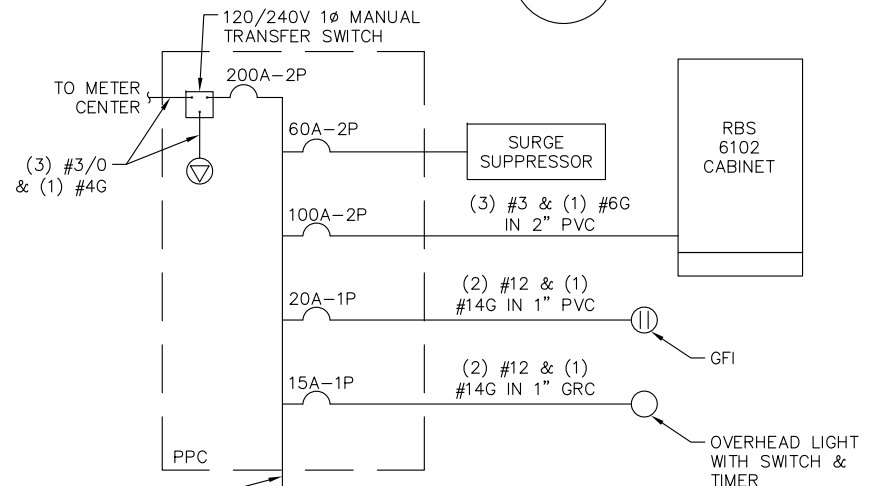 120/240V 1ø MANUAL
TRANSFER SWITCH
200A-2P
TO METER
CENTER
60A-2P
SURGE
SUPPRESSOR
RBS
6102
CABINET
(3) #3/0
& (1) #4G
(3) #3 & (1) #6G
IN 2" PVC
100A-2P
(2) #12 & (1)
#14G IN 1" PVC
20A-1P
GFI
(2) #12 & (1)
#14G IN 1" GRC
15A-1P
OVERHEAD LIGHT
WITH SWITCH &
TIMER
PPC